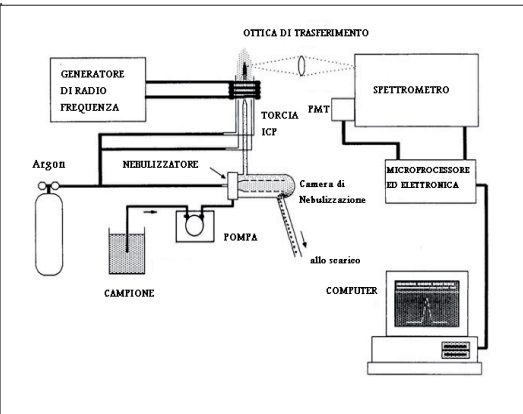 OTTICA DI TRASFERIMENTO
GENERATORE
DI RADIO
FREQUENZA
SPETTROMETRO
PMT
TORCIA
ICP
Argon
NEBULIZZATORE
MICROPROCESSORE
ED ELETTRONICA
Camera di
Nebulizzazione
POMPA
allo scarico
CAMPIONE
COMPUTER